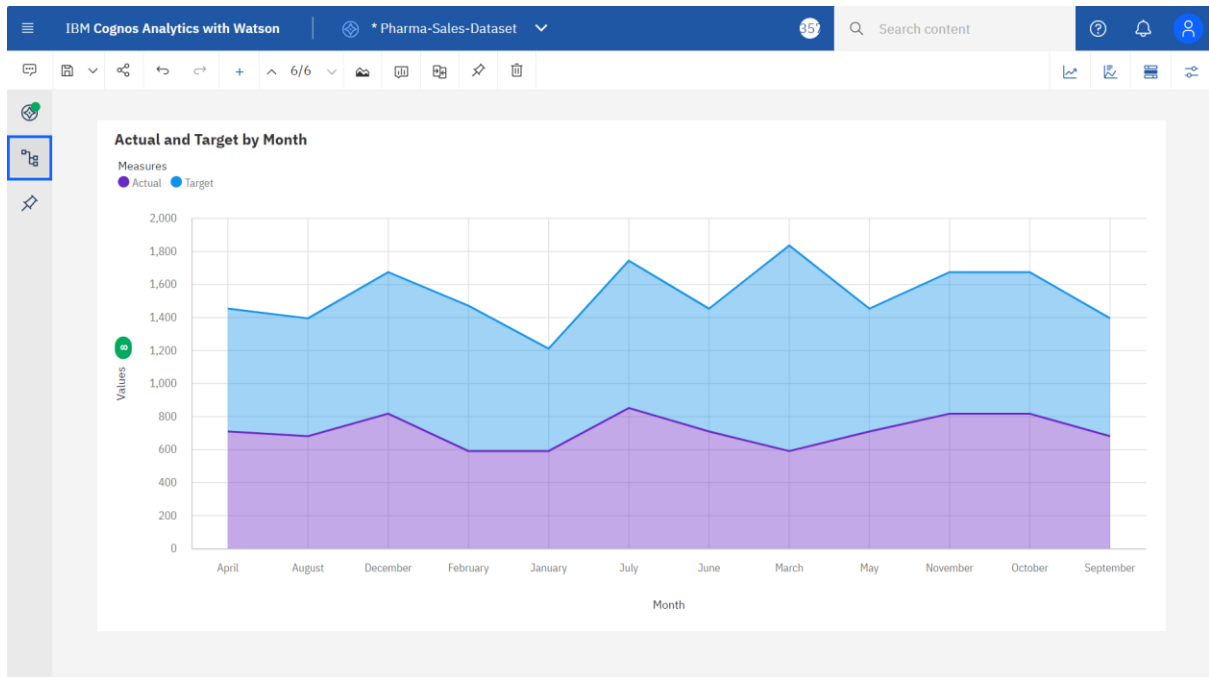 IBM Cognos Analytics with Watson
* Pharma-Sales-Dataset
357
Search content
6/6
Actual and Target by Month
Measures
Actual Target
2,000
1,800
1,600
1,400
1,200
1,000
800
600
400
200
0
Values
8
April August December February January July June March May November October September
Month